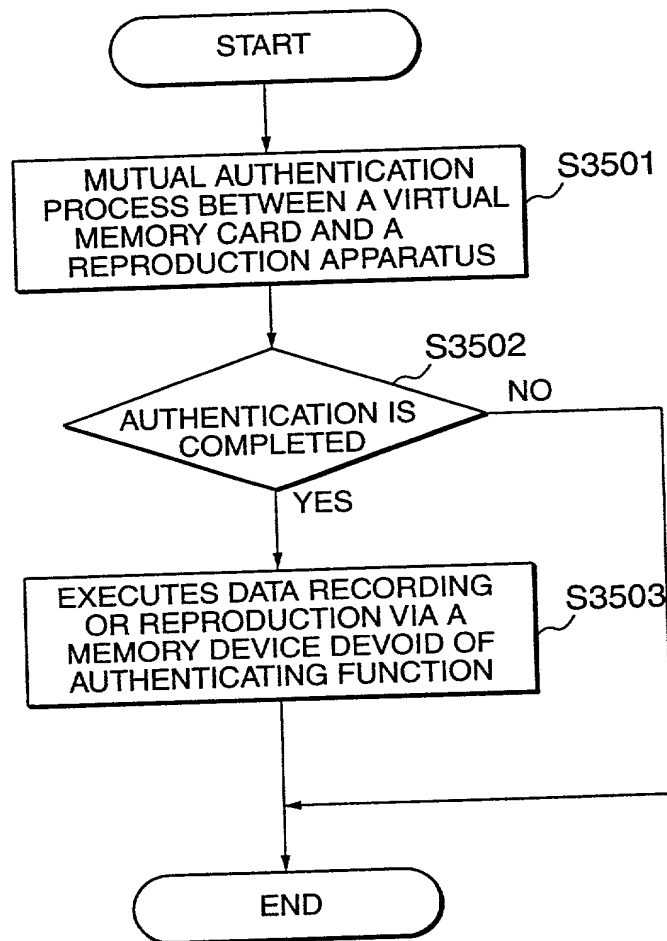 START
MUTUAL AUTHENTICATION
PROCESS BETWEEN A VIRTUAL
MEMORY CARD AND A
REPRODUCTION APPARATUS
S3501
S3502
AUTHENTICATION IS
COMPLETED
NO
YES
EXECUTES DATA RECORDING
OR REPRODUCTION VIA A
MEMORY DEVICE DEVOID OF
AUTHENTICATING FUNCTION
S3503
END